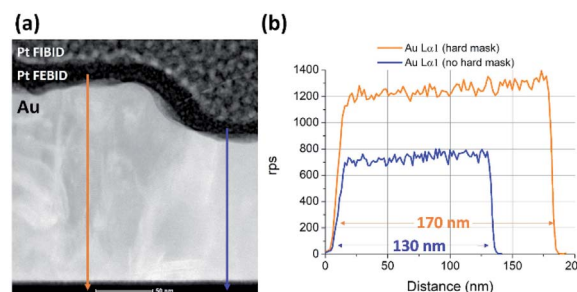 (a)
Pt FIBID
Pt FEBID
Au
50 nm
(b)
Au Lα1 (hard mask)
Au Lα1 (no hard mask)
1400
1200
1000
800
600
400
200
0
rps
170 nm
130 nm
0 50 100 150 200
Distance (nm)